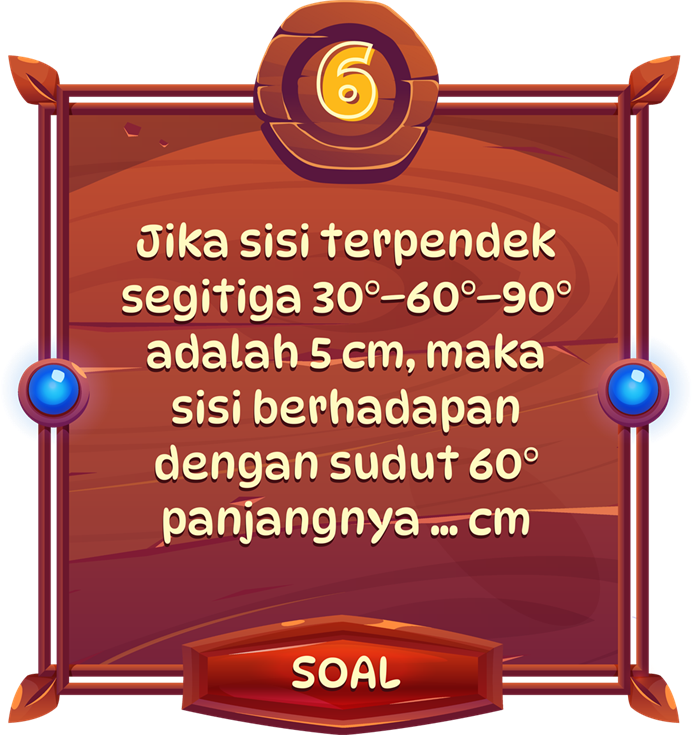 6
Jika sisi terpendek
segitiga 30°–60°–90°
adalah 5 cm, maka
sisi berhadapan
dengan sudut 60°
panjangnya ... cm
SOAL